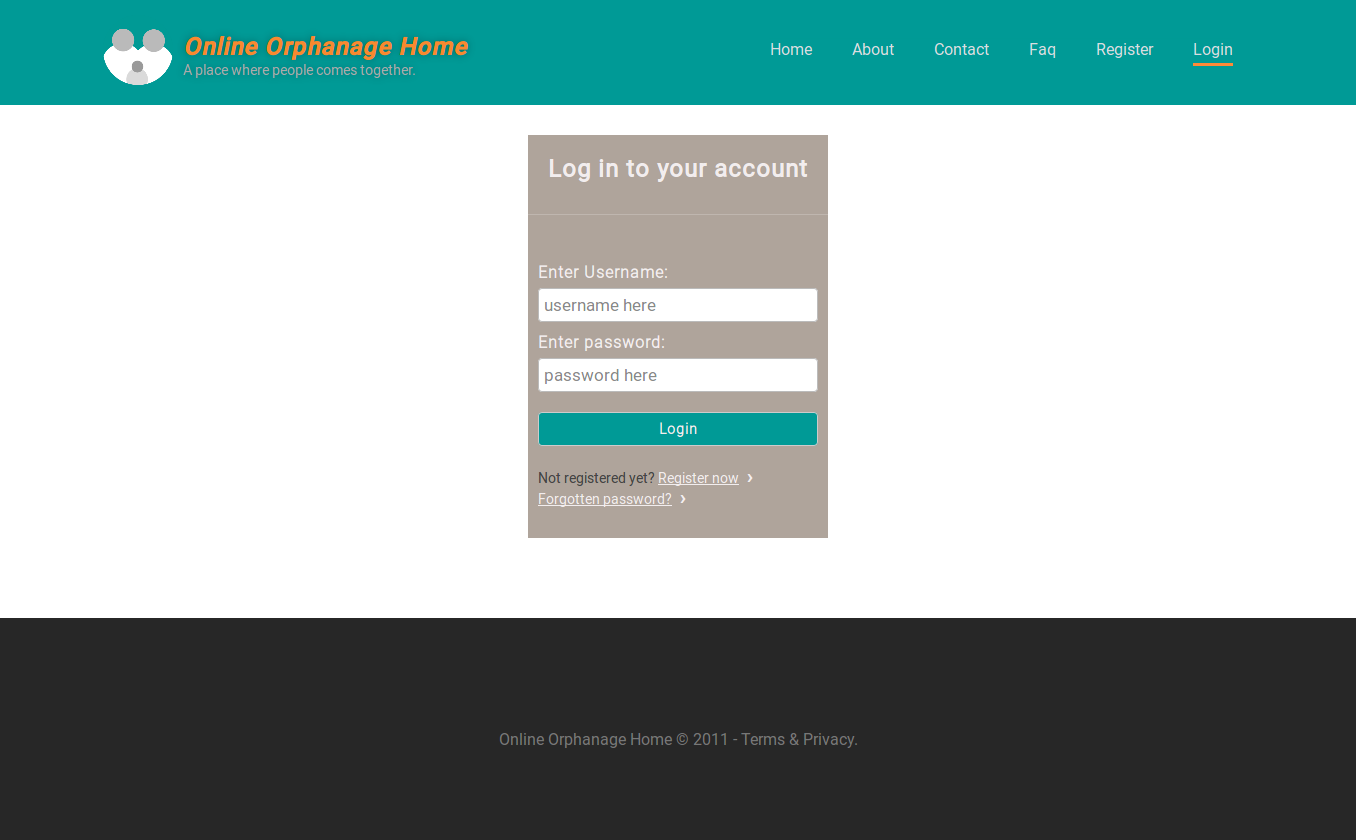 Online Orphanage Home
A place where people comes together.
Home About Contact Faq Register Login
Log in to your account
Enter Username:
username here
Enter password:
password here
Login
Not registered yet? Register now ›
Forgotten password? ›
Online Orphanage Home © 2011 - Terms & Privacy.